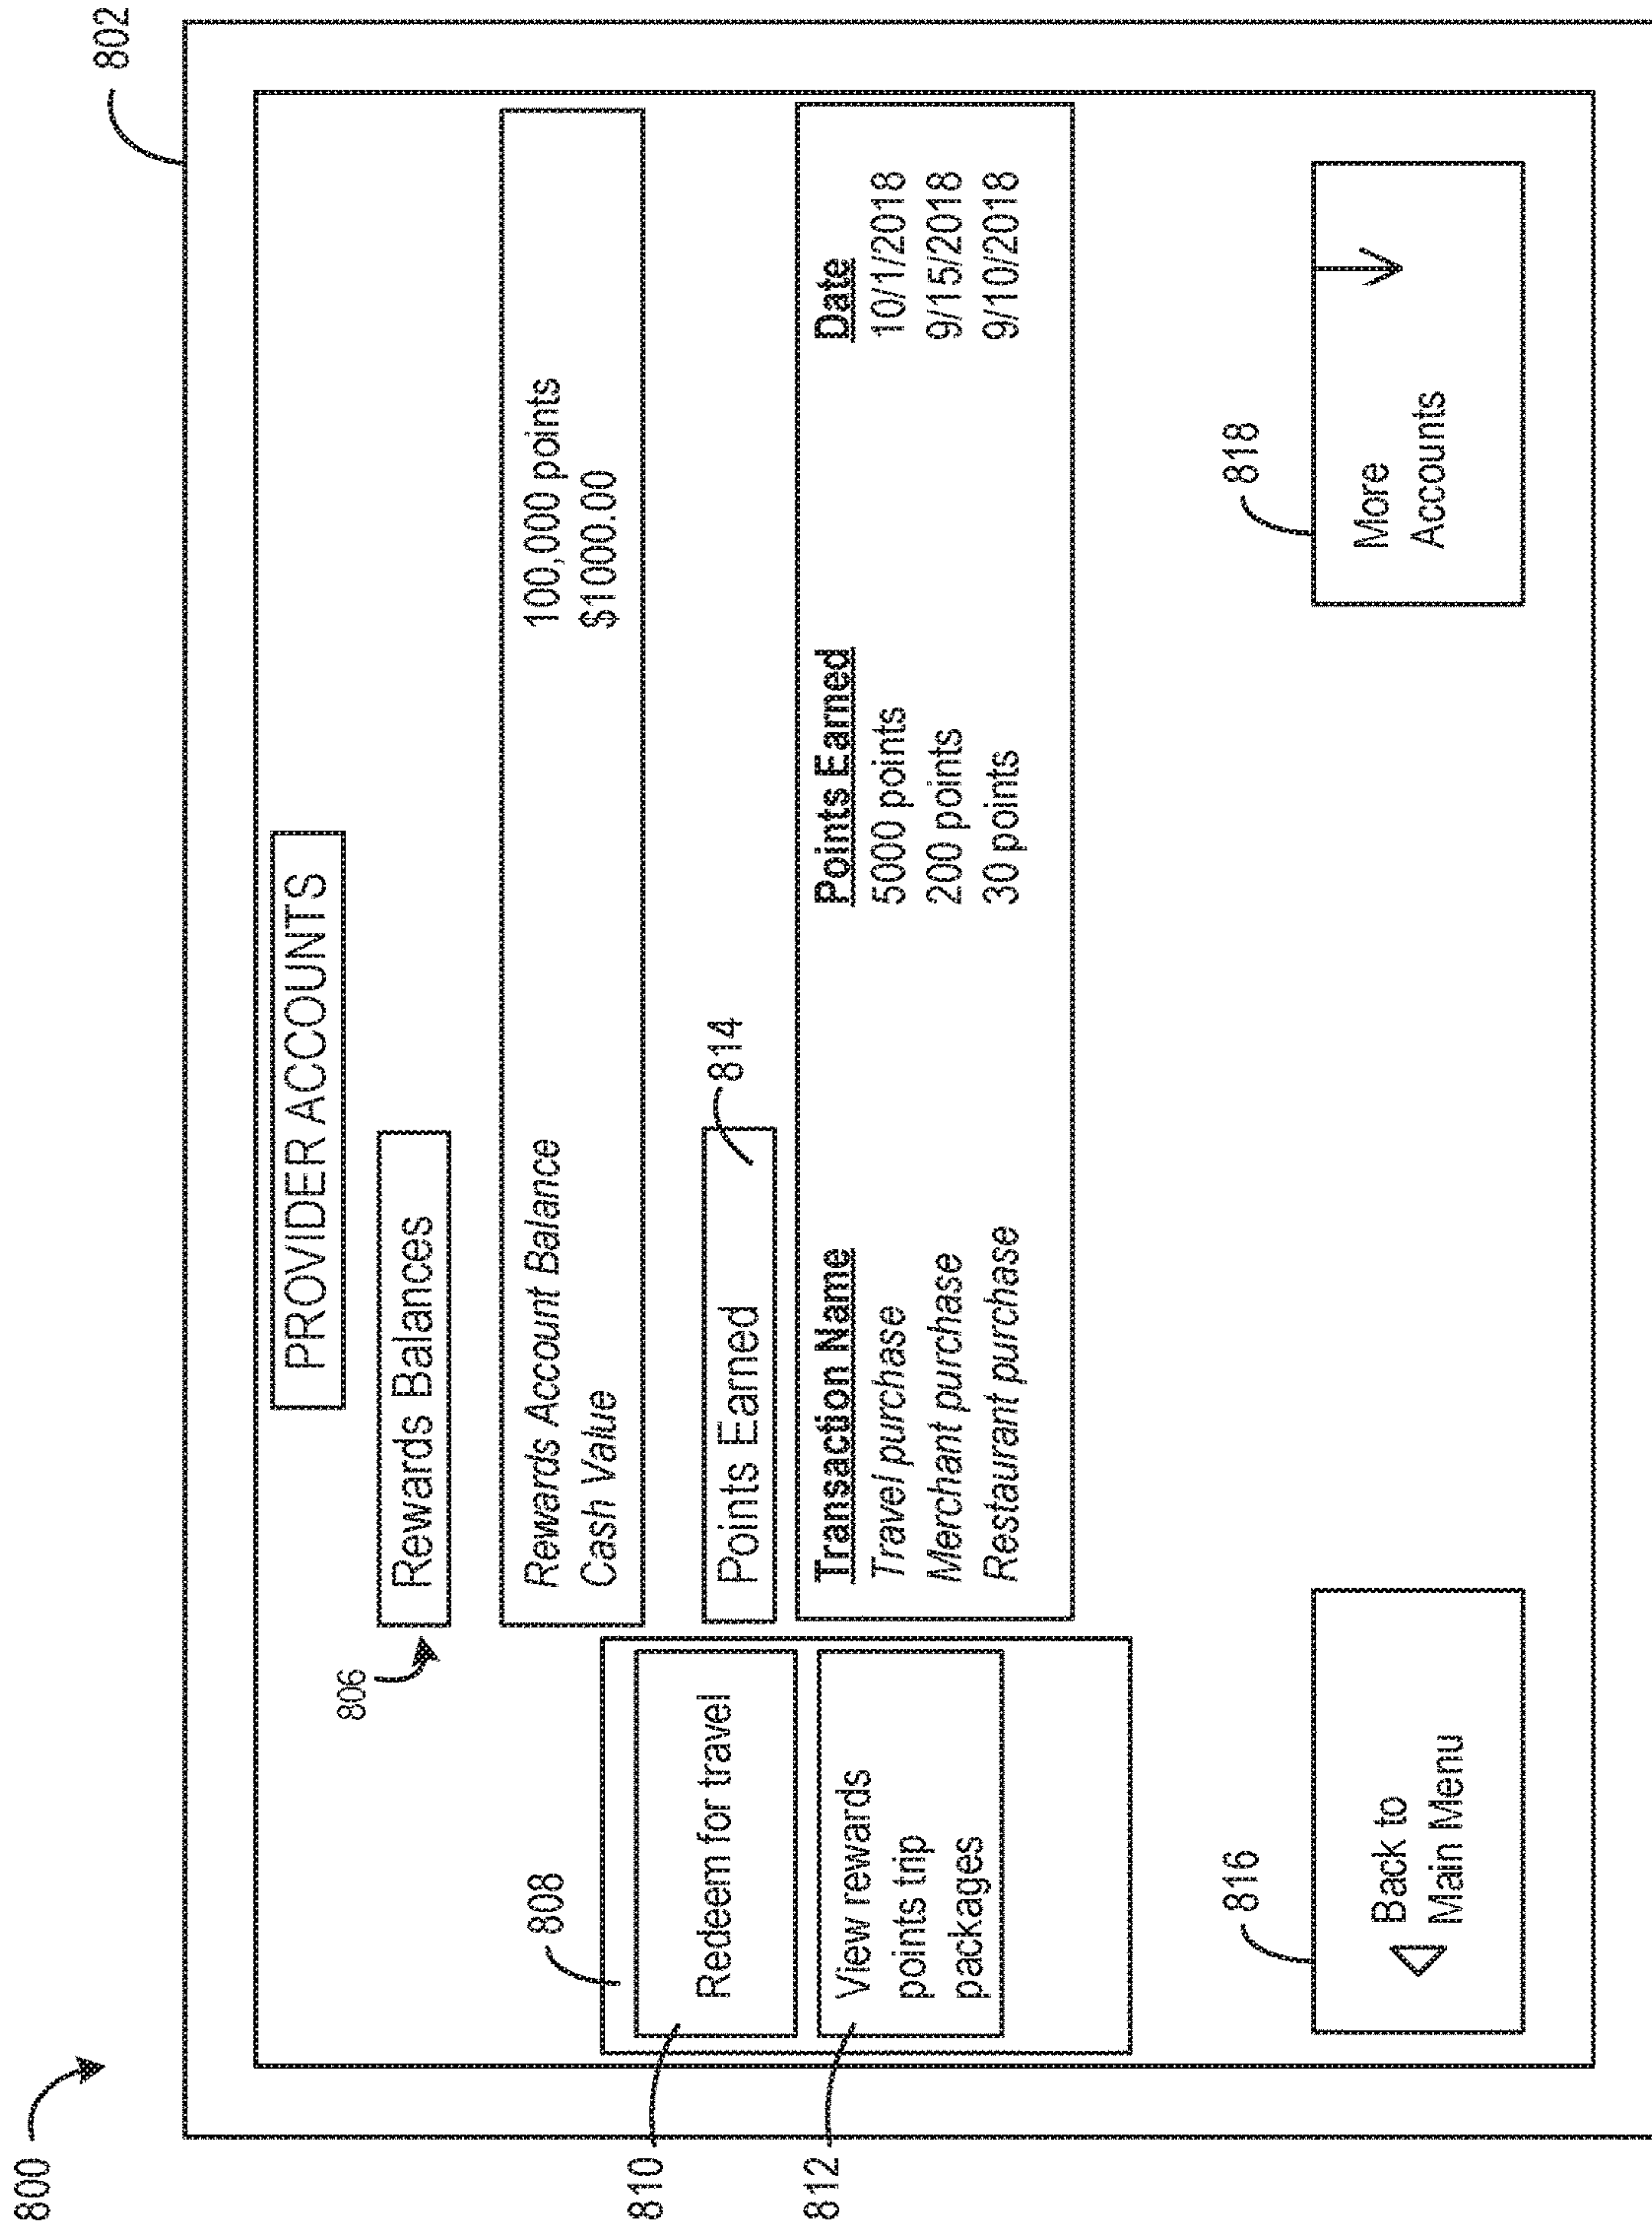 800
802
PROVIDER ACCOUNTS
806
Rewards Balances
Rewards Account Balance 100,000 points
Cash Value $1000.00
808
810
Redeem for travel
812
View rewards
points trip
packages
Points Earned
814
Transaction Name Points Earned Date
Travel purchase 5000 points 10/1/2018
Merchant purchase 200 points 9/15/2018
Restaurant purchase 30 points 9/10/2018
816
Back to
Main Menu
818
More
Accounts